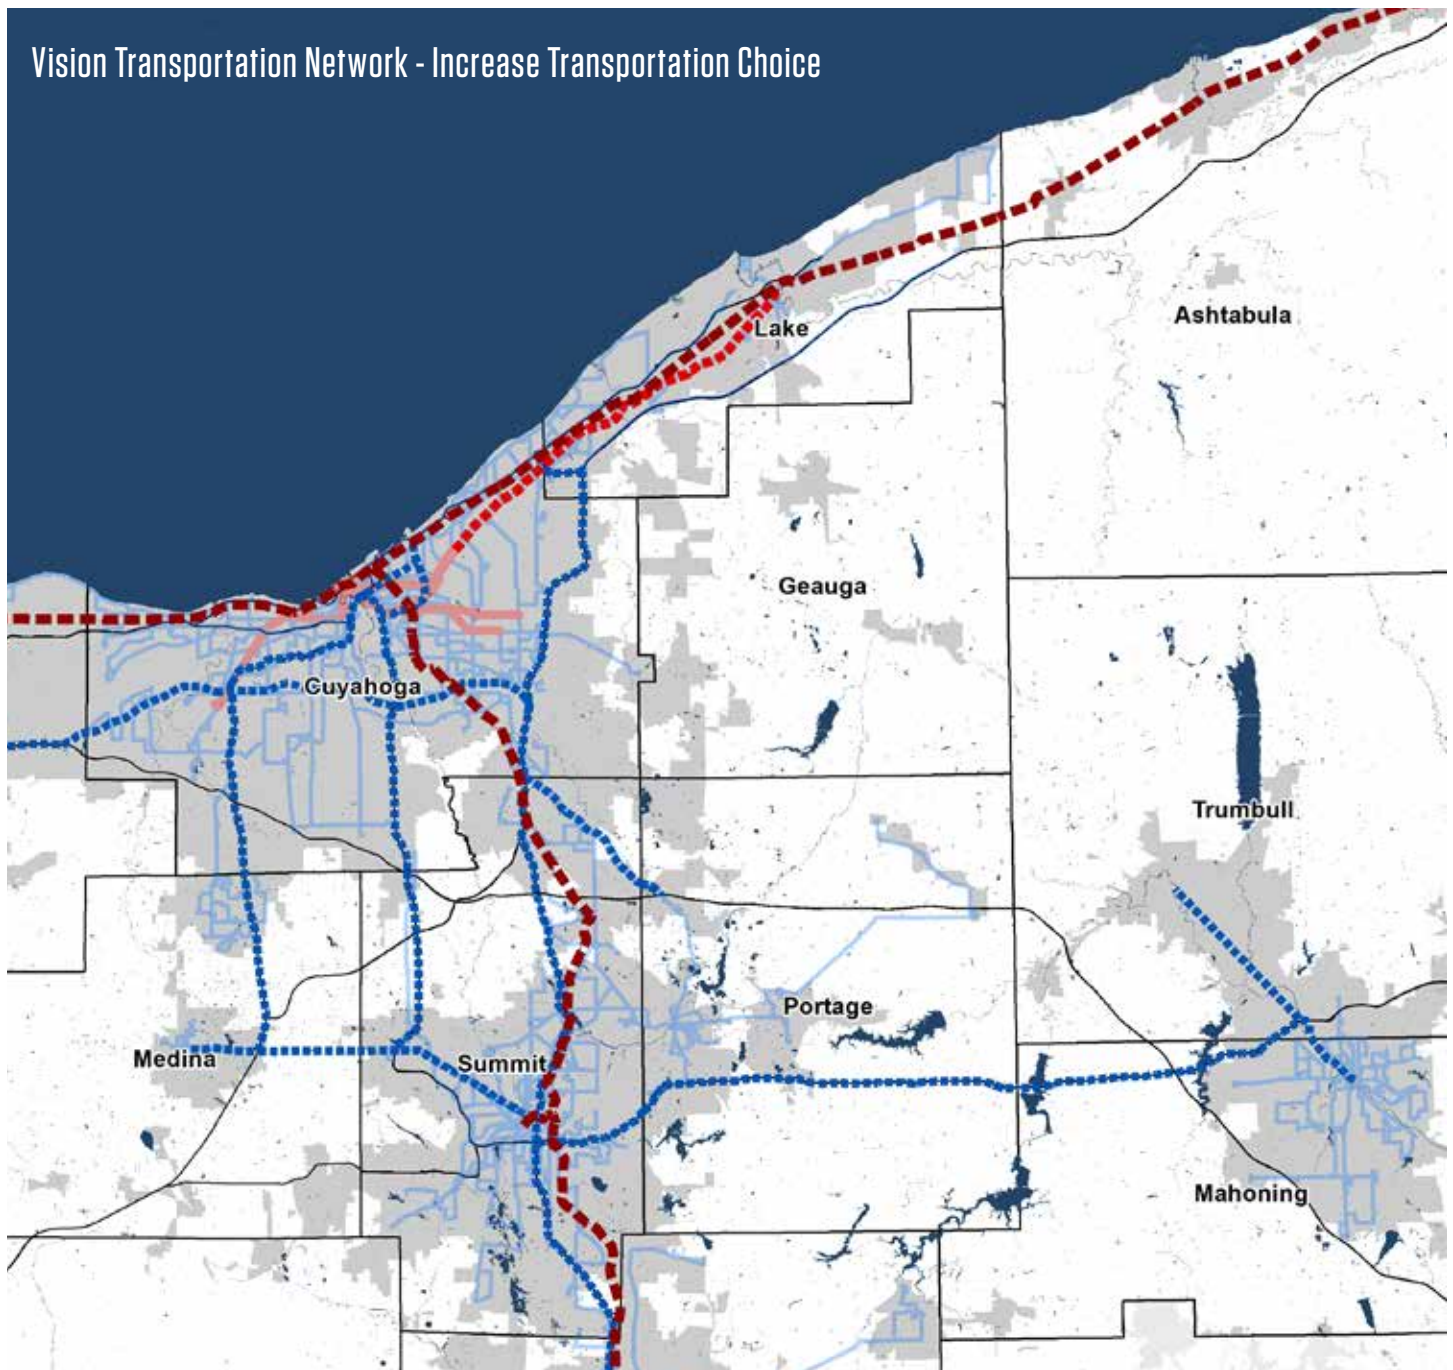 Vision Transportation Network - Increase Transportation Choice
Lake
Ashtabula
Geauga
Cuyahoga
Trumbull
Portage
Medina
Summit
Mahoning